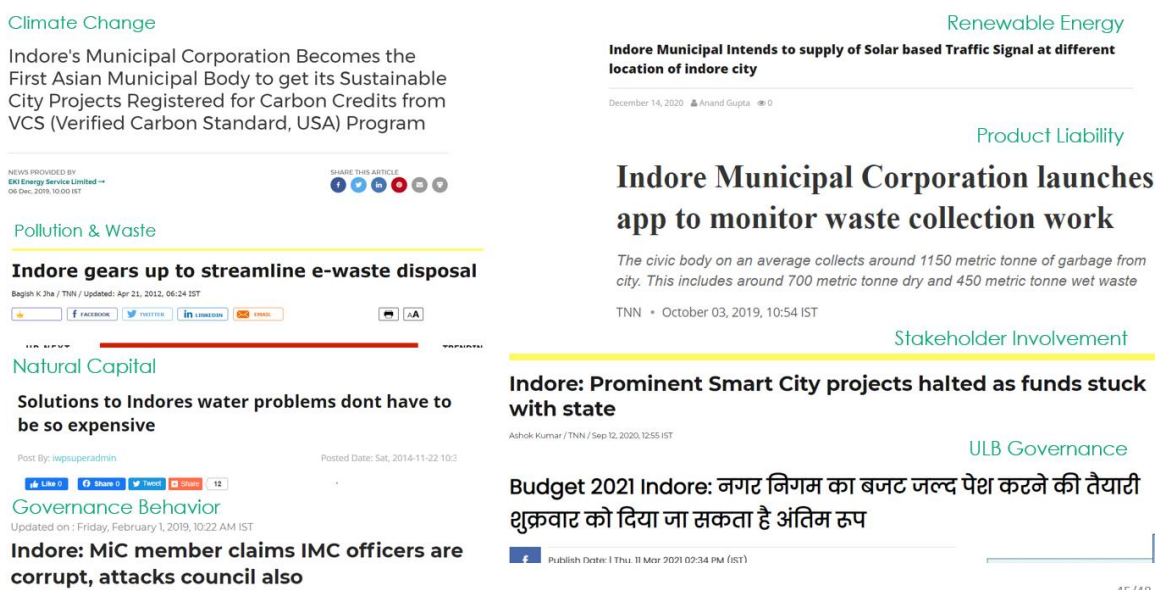 Climate Change
Indore's Municipal Corporation Becomes the
First Asian Municipal Body to get its Sustainable
City Projects Registered for Carbon Credits from
VCS (Verified Carbon Standard, USA) Program
NEWS PROVIDED BY
EKI Energy Service Limited →
06 Dec, 2019, 10:00 IST
SHARE THIS ARTICLE
Pollution & Waste
Indore gears up to streamline e-waste disposal
Bagish K Jha / TNN / Updated: Apr 21, 2012, 06:24 IST
FACEBOOK TWITTER LINKEDIN EMAIL
AA
UP NEXT
Natural Capital
Solutions to Indores water problems dont have to
be so expensive
Post By: iwpsuperadmin
Posted Date: Sat, 2014-11-22 10:3
Like 0 Share 0 Tweet Share 12
Governance Behavior
Updated on : Friday, February 1, 2019, 10:22 AM IST
Indore: MiC member claims IMC officers are
corrupt, attacks council also
Renewable Energy
Indore Municipal Intends to supply of Solar based Traffic Signal at different
location of indore city
December 14, 2020 Anand Gupta 0
Product Liability
Indore Municipal Corporation launches
app to monitor waste collection work
The civic body on an average collects around 1150 metric tonne of garbage from
city. This includes around 700 metric tonne dry and 450 metric tonne wet waste
TNN • October 03, 2019, 10:54 IST
Stakeholder Involvement
Indore: Prominent Smart City projects halted as funds stuck
with state
Ashok Kumar / TNN / Sep 12, 2020, 12:55 IST
ULB Governance
Budget 2021 Indore: नगर निगम का बजट जल्द पेश करने की तैयारी
शुक्रवार को दिया जा सकता है अंतिम रूप
Publish Date: | Thu, 11 Mar 2021 02:34 PM (IST)